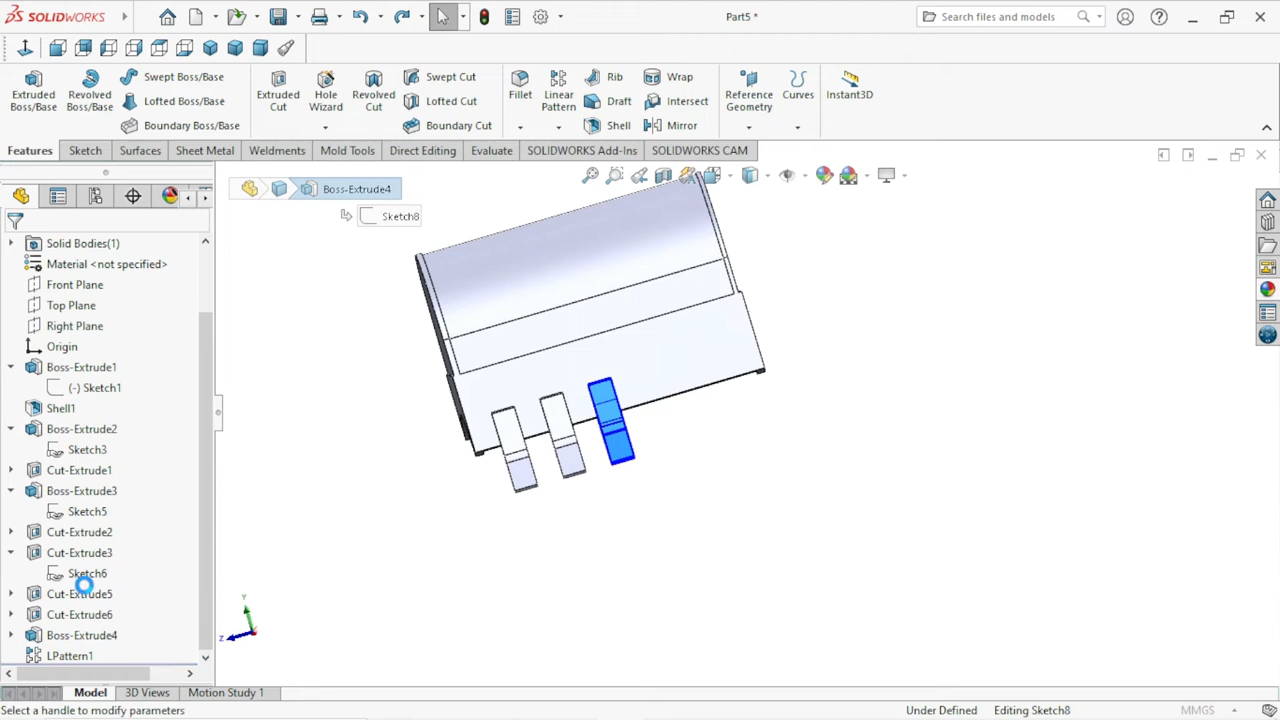 SOLIDWORKS
Part5 *
Search files and models
Extruded Boss/Base
Revolved Boss/Base
Swept Boss/Base
Lofted Boss/Base
Boundary Boss/Base
Extruded Cut
Hole Wizard
Revolved Cut
Swept Cut
Lofted Cut
Boundary Cut
Fillet
Linear Pattern
Rib
Draft
Shell
Wrap
Intersect
Mirror
Reference Geometry
Curves
Instant3D
Features
Sketch
Surfaces
Sheet Metal
Weldments
Mold Tools
Direct Editing
Evaluate
SOLIDWORKS Add-Ins
SOLIDWORKS CAM
Boss-Extrude4
Sketch8
Solid Bodies(1)
Material <not specified>
Front Plane
Top Plane
Right Plane
Origin
Boss-Extrude1
(-) Sketch1
Shell1
Boss-Extrude2
Sketch3
Cut-Extrude1
Boss-Extrude3
Sketch5
Cut-Extrude2
Cut-Extrude3
Sketch6
Cut-Extrude5
Cut-Extrude6
Boss-Extrude4
LPattern1
Y
Z
Model
3D Views
Motion Study 1
Select a handle to modify parameters
Under Defined
Editing Sketch8
MMGS